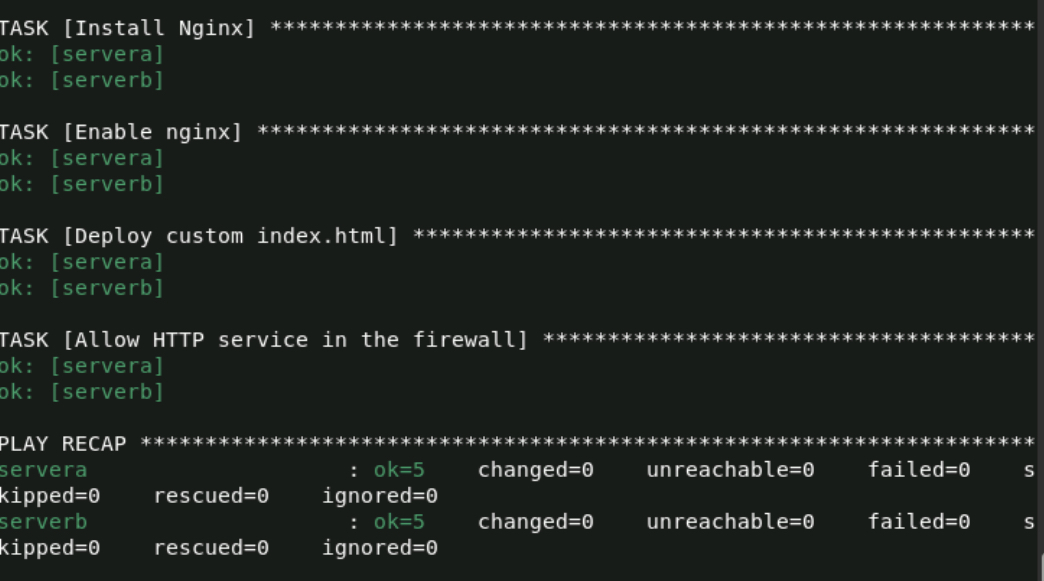 TASK [Install Nginx] ***********************************************************
ok: [servera]
ok: [serverb]
TASK [Enable nginx] ************************************************************
ok: [servera]
ok: [serverb]
TASK [Deploy custom index.html] ************************************************
ok: [servera]
ok: [serverb]
TASK [Allow HTTP service in the firewall] **************************************
ok: [servera]
ok: [serverb]
PLAY RECAP *********************************************************************
servera                    : ok=5    changed=0    unreachable=0    failed=0    s
kipped=0    rescued=0    ignored=0
serverb                    : ok=5    changed=0    unreachable=0    failed=0    s
kipped=0    rescued=0    ignored=0